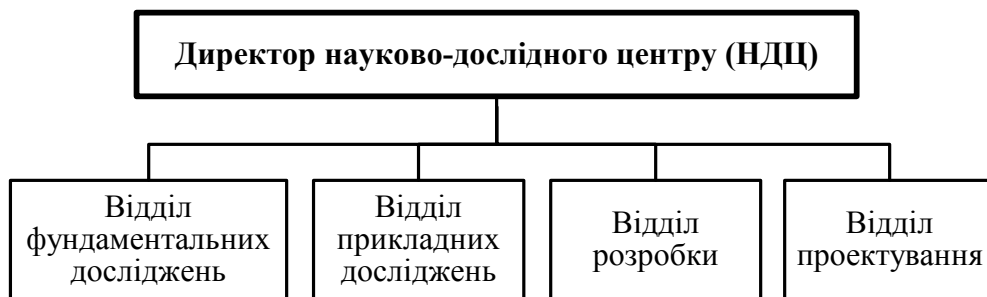 Директор науково-дослідного центру (НДЦ)
Відділ
фундаментальних
досліджень
Відділ
прикладних
досліджень
Відділ
розробки
Відділ
проектування